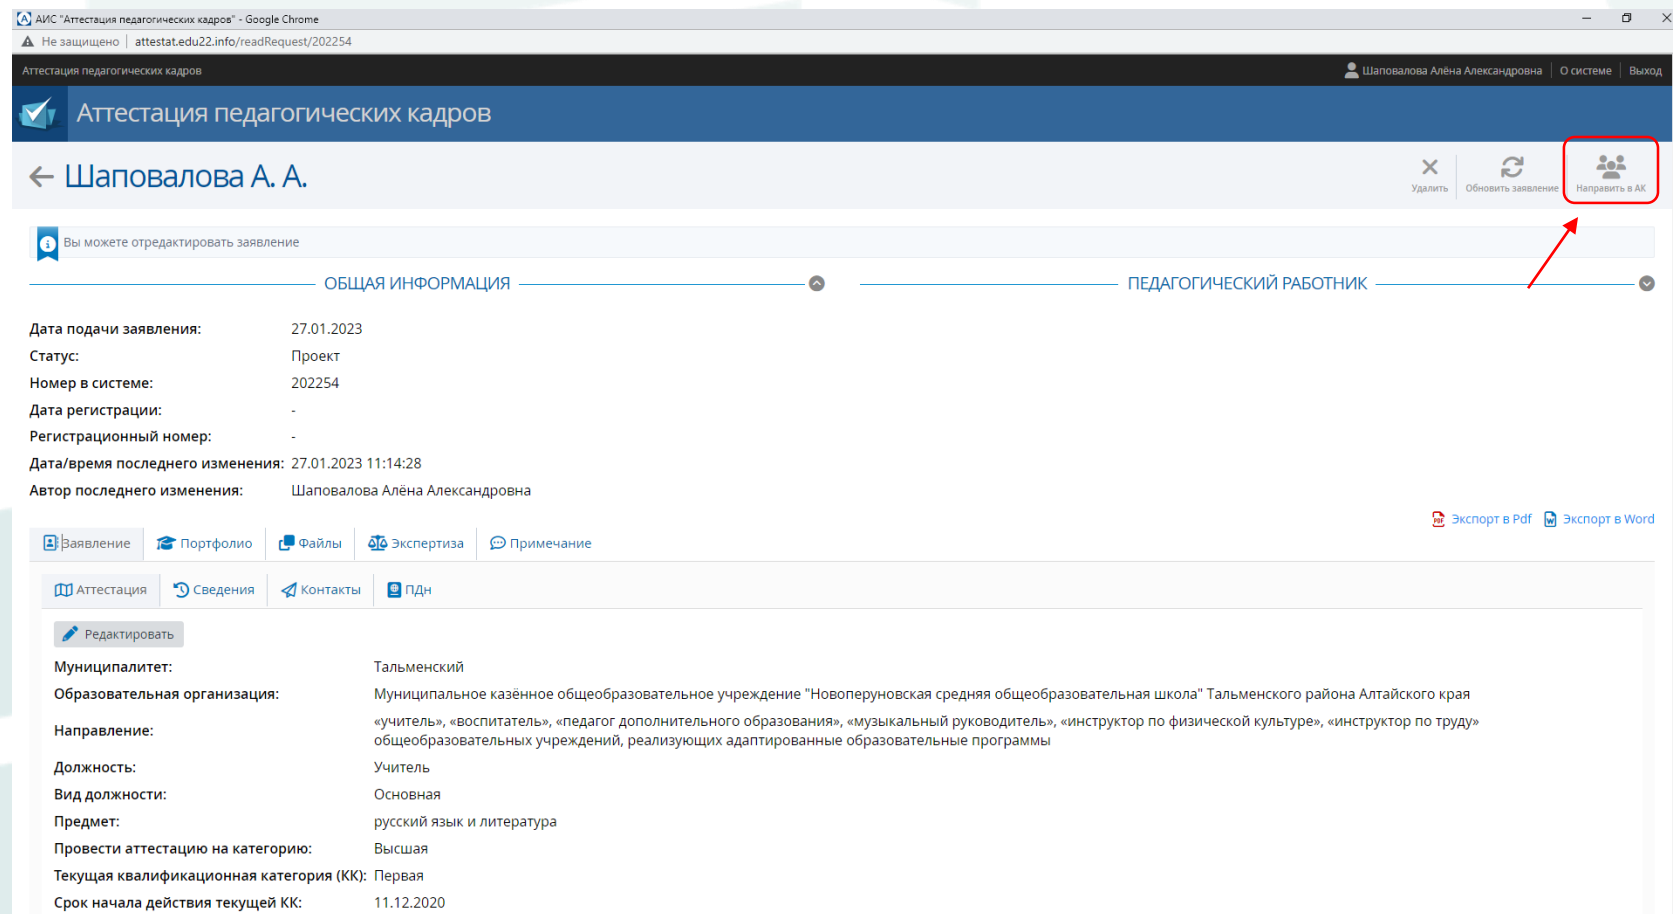 АИС "Аттестация педагогических кадров" - Google Chrome
Не защищено | attestat.edu22.info/readRequest/202254
Аттестация педагогических кадров
Шаповалова Алёна Александровна | О системе | Выход
Аттестация педагогических кадров
Шаповалова А. А.
Удалить
Обновить заявление
Направить в АК
Вы можете отредактировать заявление
ОБЩАЯ ИНФОРМАЦИЯ
ПЕДАГОГИЧЕСКИЙ РАБОТНИК
Дата подачи заявления: 27.01.2023
Статус: Проект
Номер в системе: 202254
Дата регистрации: -
Регистрационный номер: -
Дата/время последнего изменения: 27.01.2023 11:14:28
Автор последнего изменения: Шаповалова Алёна Александровна
Экспорт в Pdf Экспорт в Word
Заявление Портфолио Файлы Экспертиза Примечание
Аттестация Сведения Контакты ПДн
Редактировать
Муниципалитет: Тальменский
Образовательная организация: Муниципальное казённое общеобразовательное учреждение "Новоперуновская средняя общеобразовательная школа" Тальменского района Алтайского края
Направление: «учитель», «воспитатель», «педагог дополнительного образования», «музыкальный руководитель», «инструктор по физической культуре», «инструктор по труду»
общеобразовательных учреждений, реализующих адаптированные образовательные программы
Должность: Учитель
Вид должности: Основная
Предмет: русский язык и литература
Провести аттестацию на категорию: Высшая
Текущая квалификационная категория (КК): Первая
Срок начала действия текущей КК: 11.12.2020